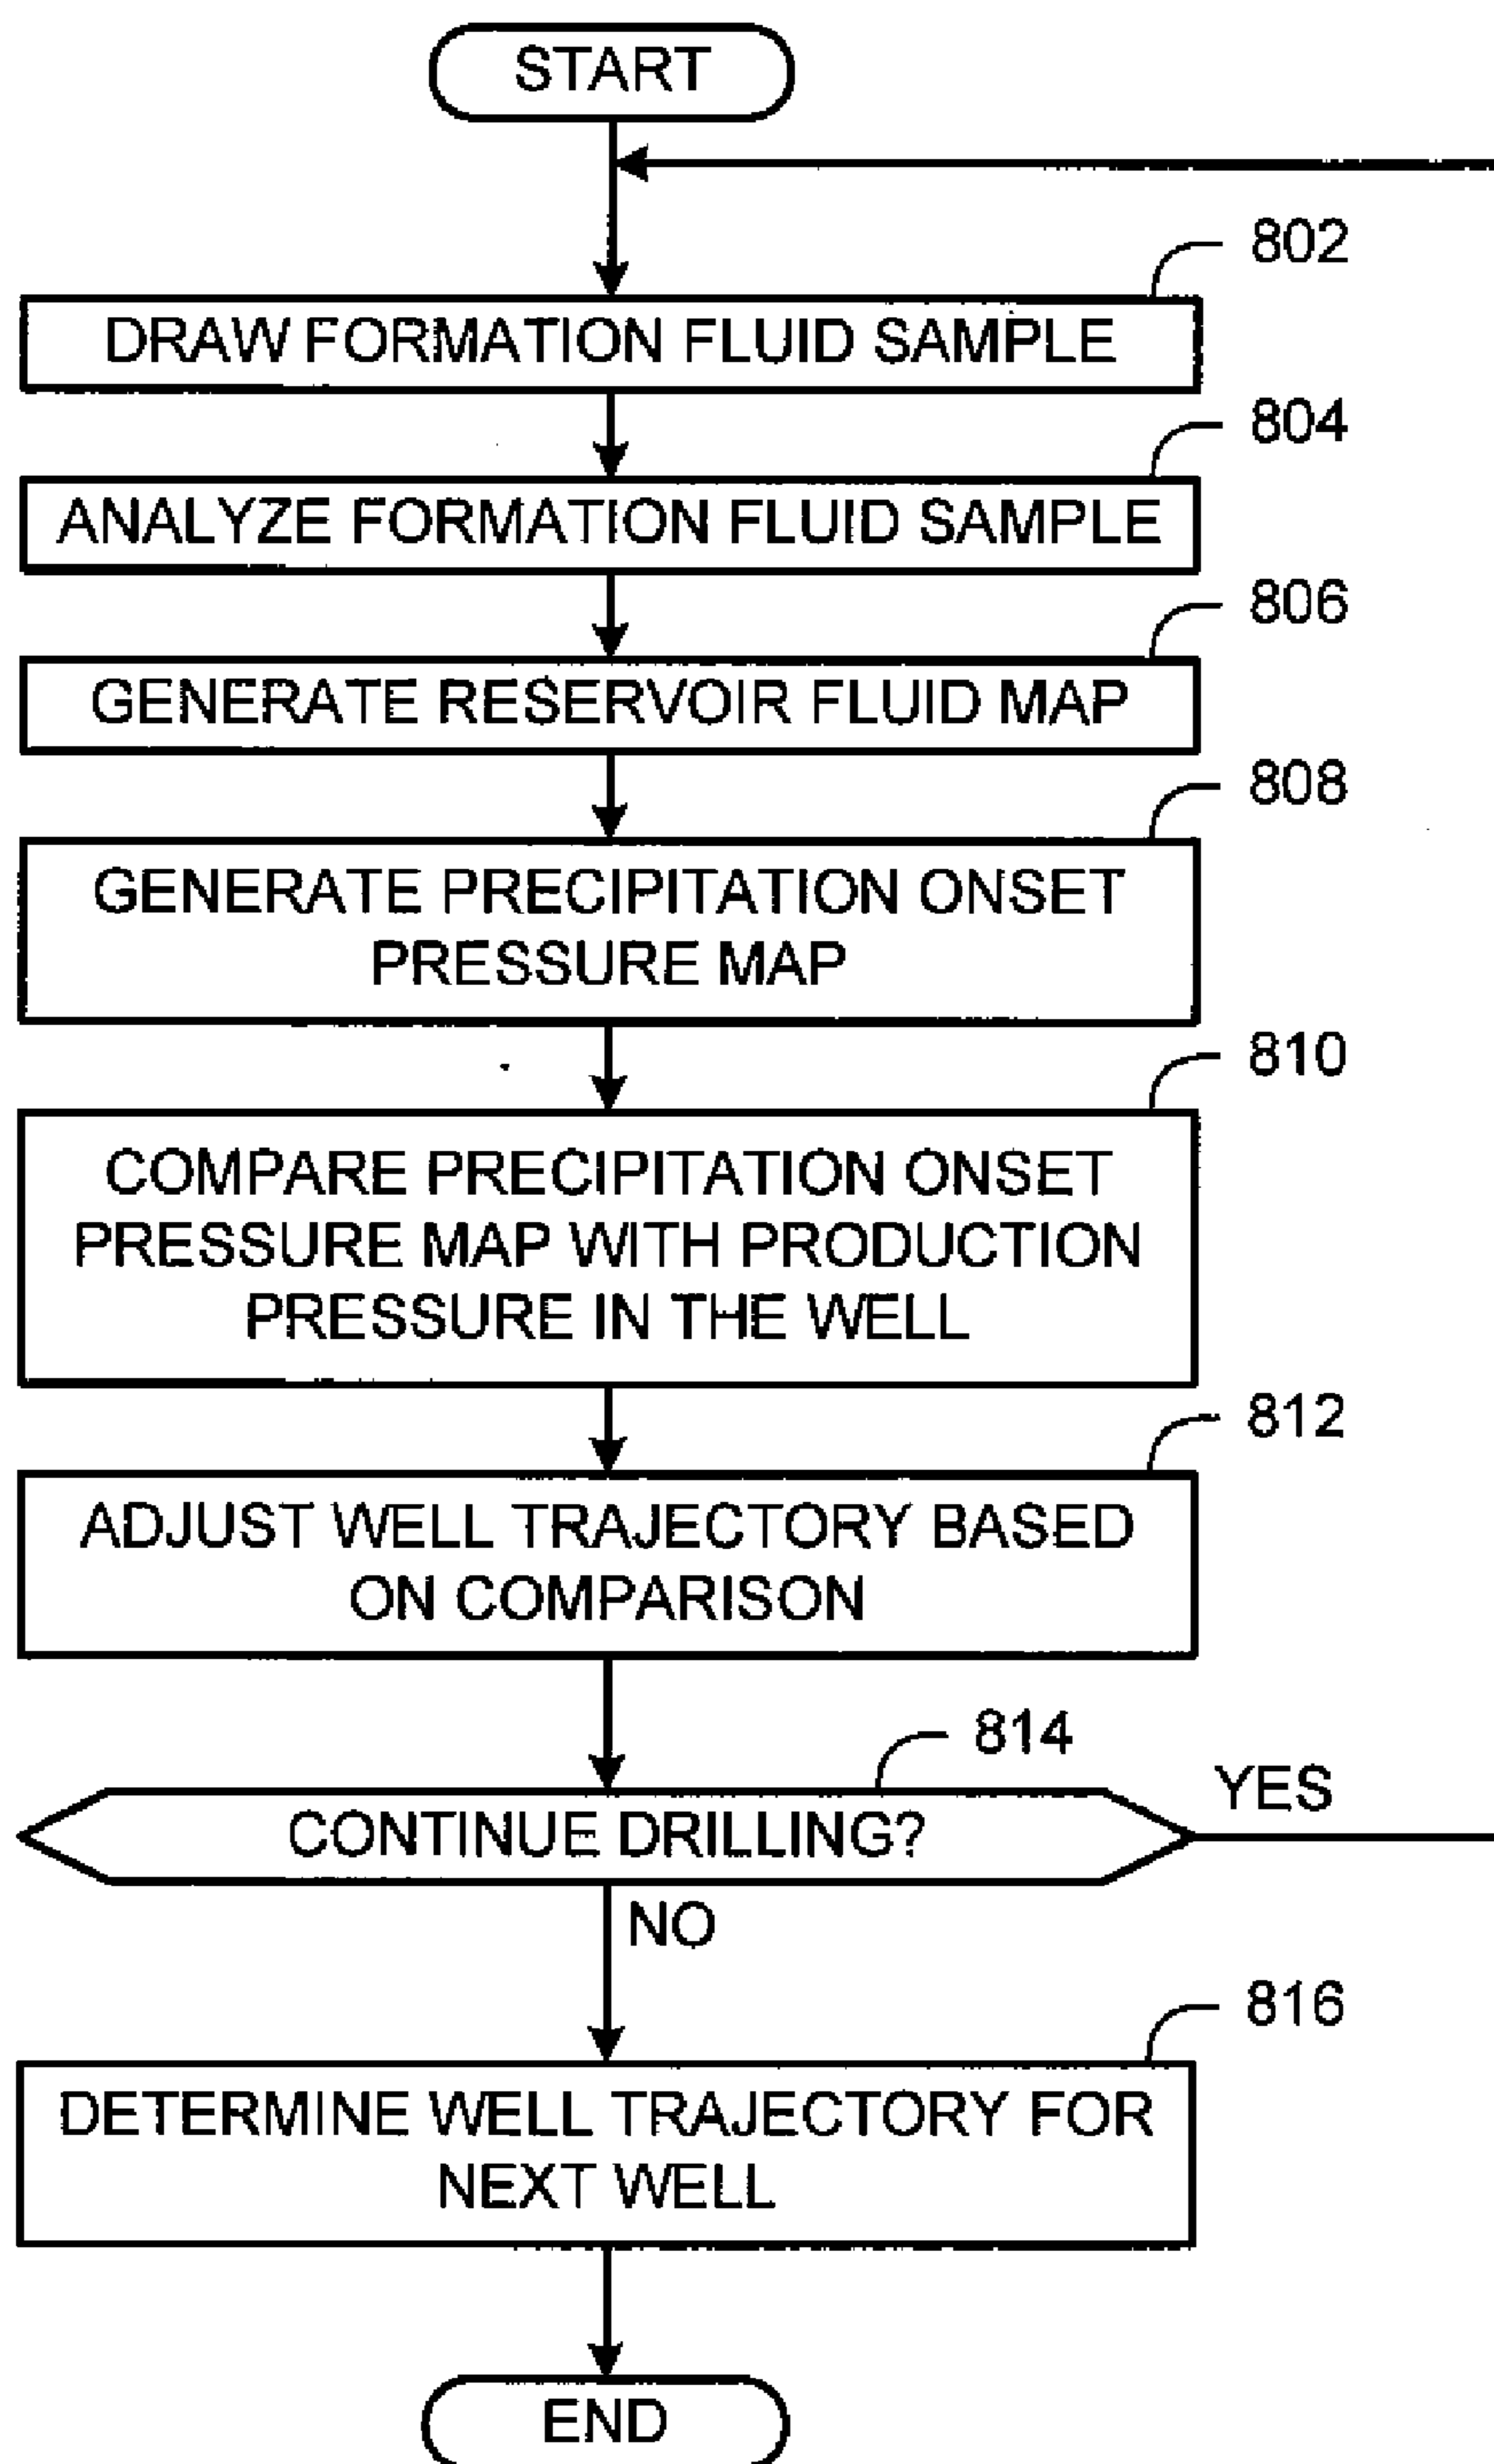 START
802
DRAW FORMATION FLUID SAMPLE
804
ANALYZE FORMATION FLUID SAMPLE
806
GENERATE RESERVOIR FLUID MAP
808
GENERATE PRECIPITATION ONSET
PRESSURE MAP
810
COMPARE PRECIPITATION ONSET
PRESSURE MAP WITH PRODUCTION
PRESSURE IN THE WELL
812
ADJUST WELL TRAJECTORY BASED
ON COMPARISON
814
YES
CONTINUE DRILLING?
NO
816
DETERMINE WELL TRAJECTORY FOR
NEXT WELL
END